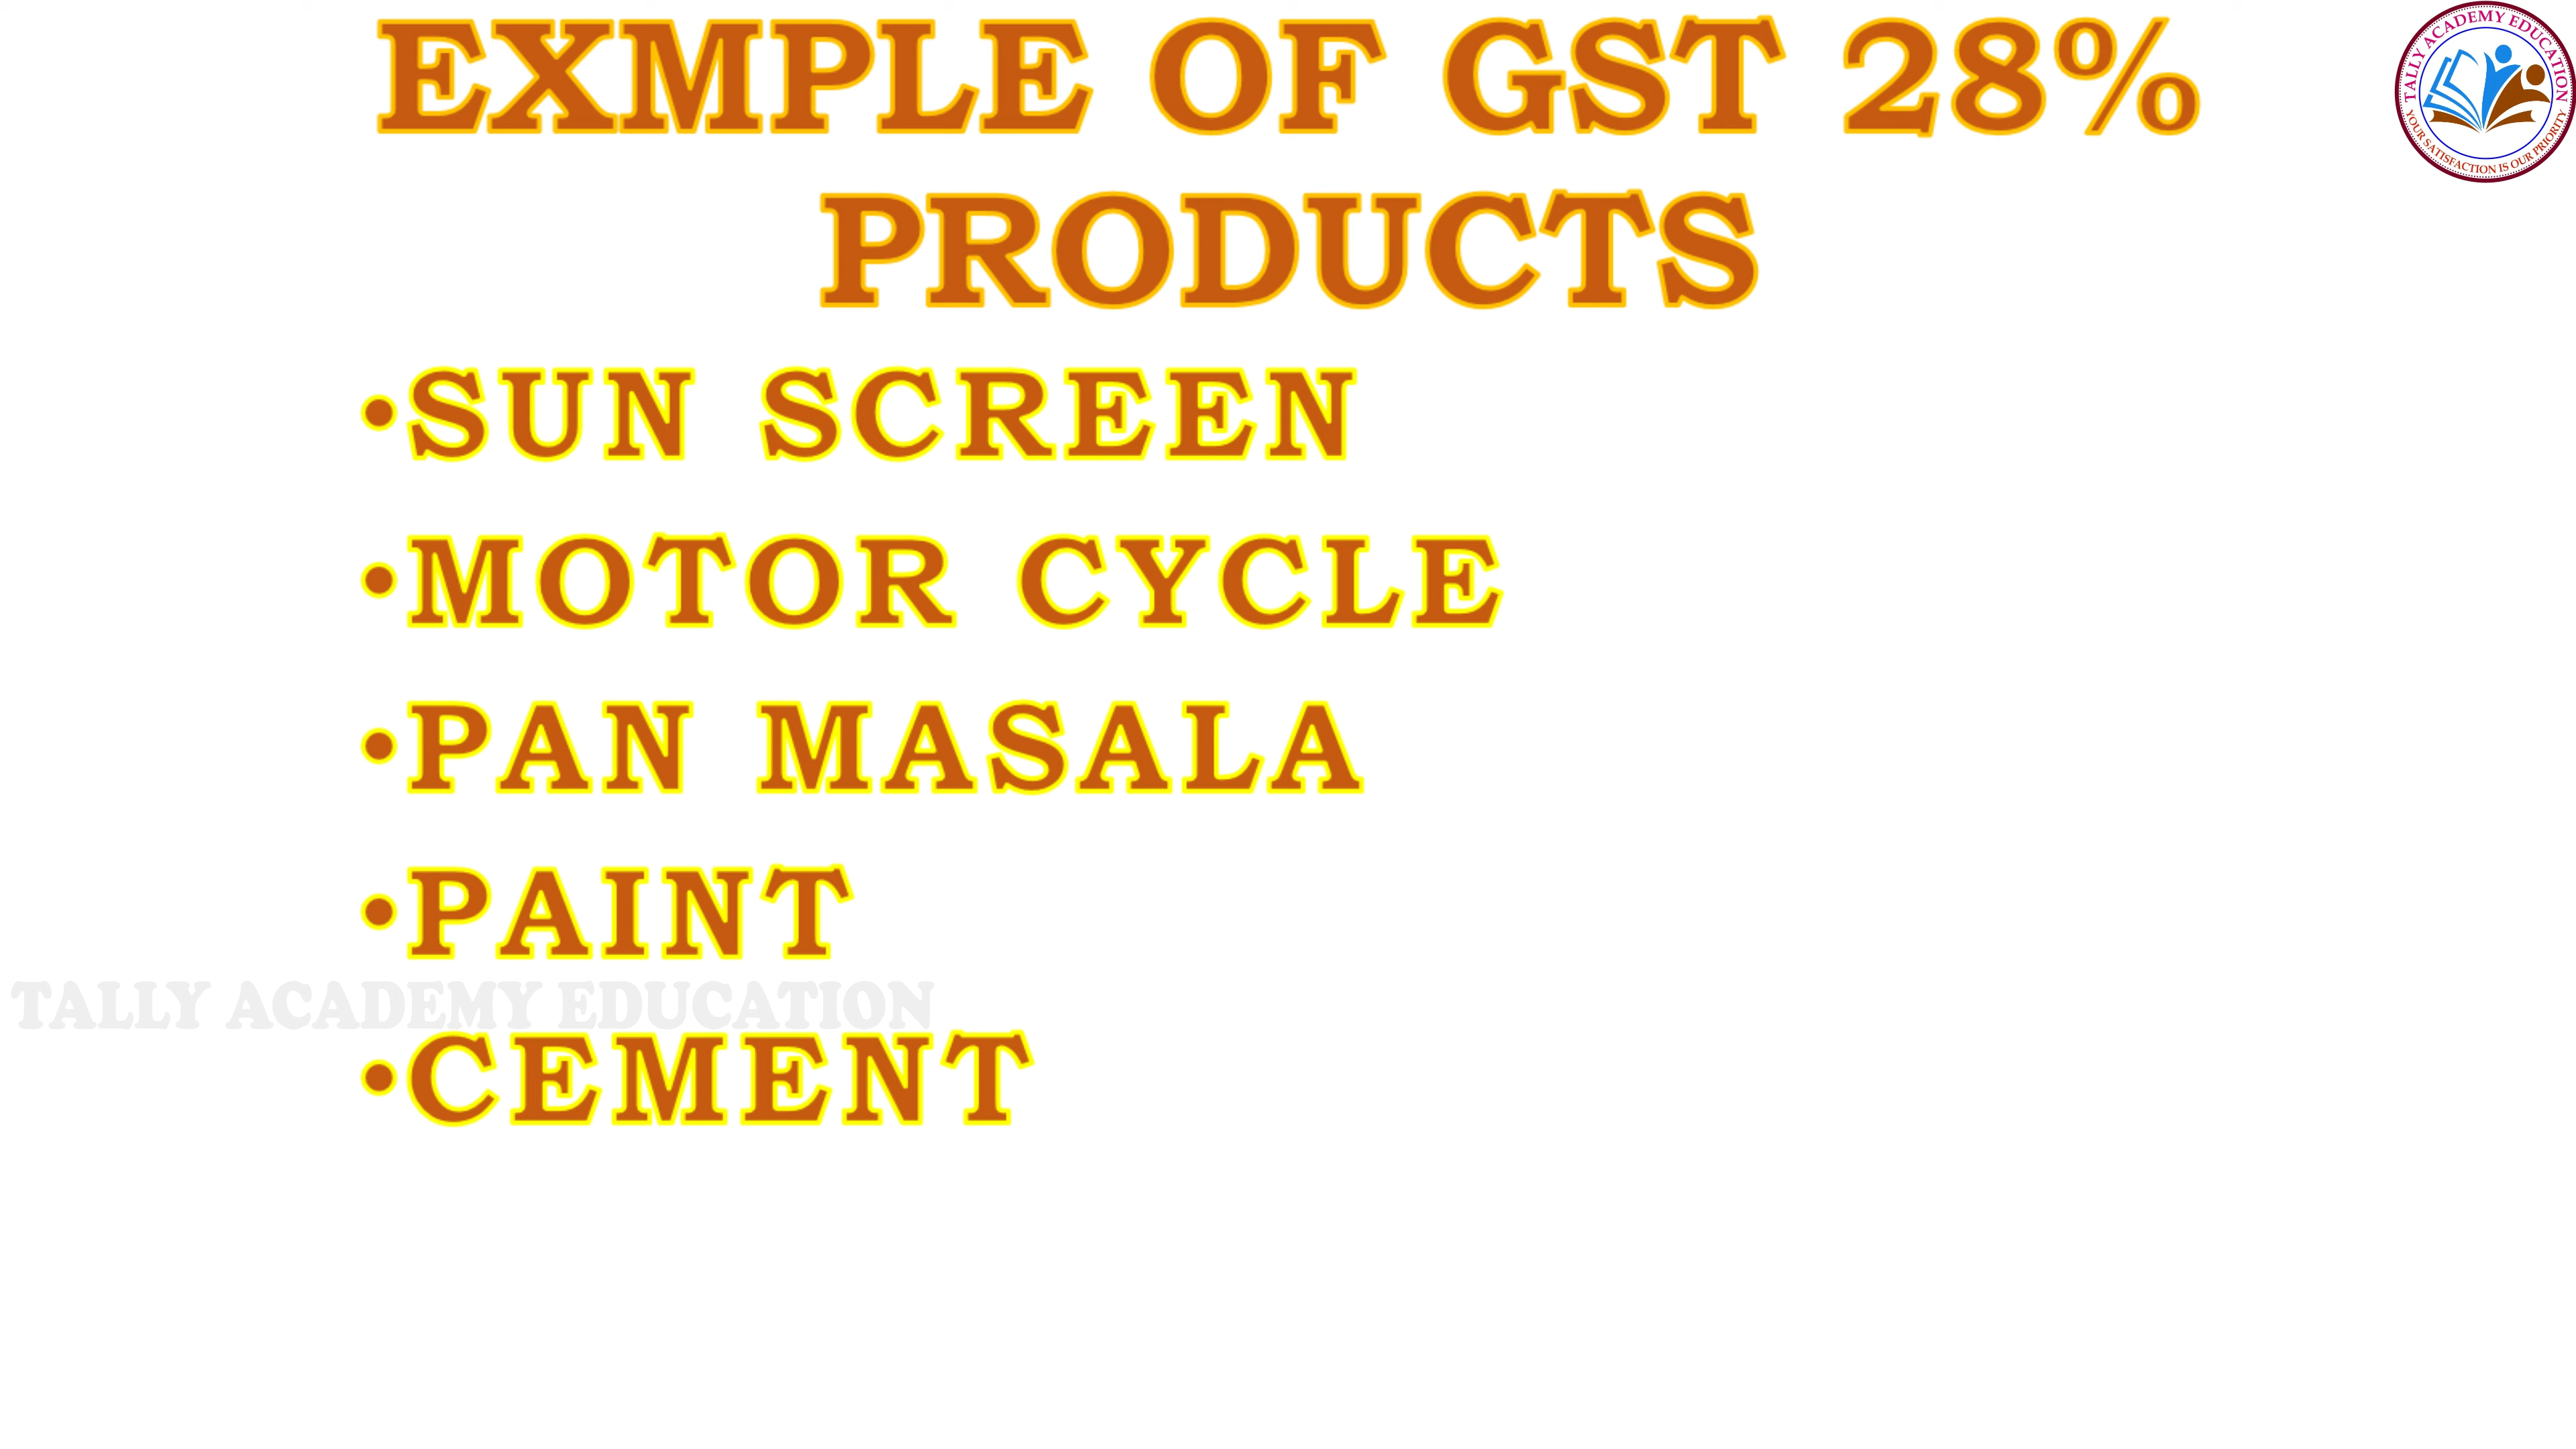 EXMPLE OF GST 28%
PRODUCTS
TALLY ACADEMY EDUCATION
YOUR SATISFACTION IS OUR PRIORITY
•SUN SCREEN
•MOTOR CYCLE
•PAN MASALA
•PAINT
TALLY ACADEMY EDUCATION
•CEMENT